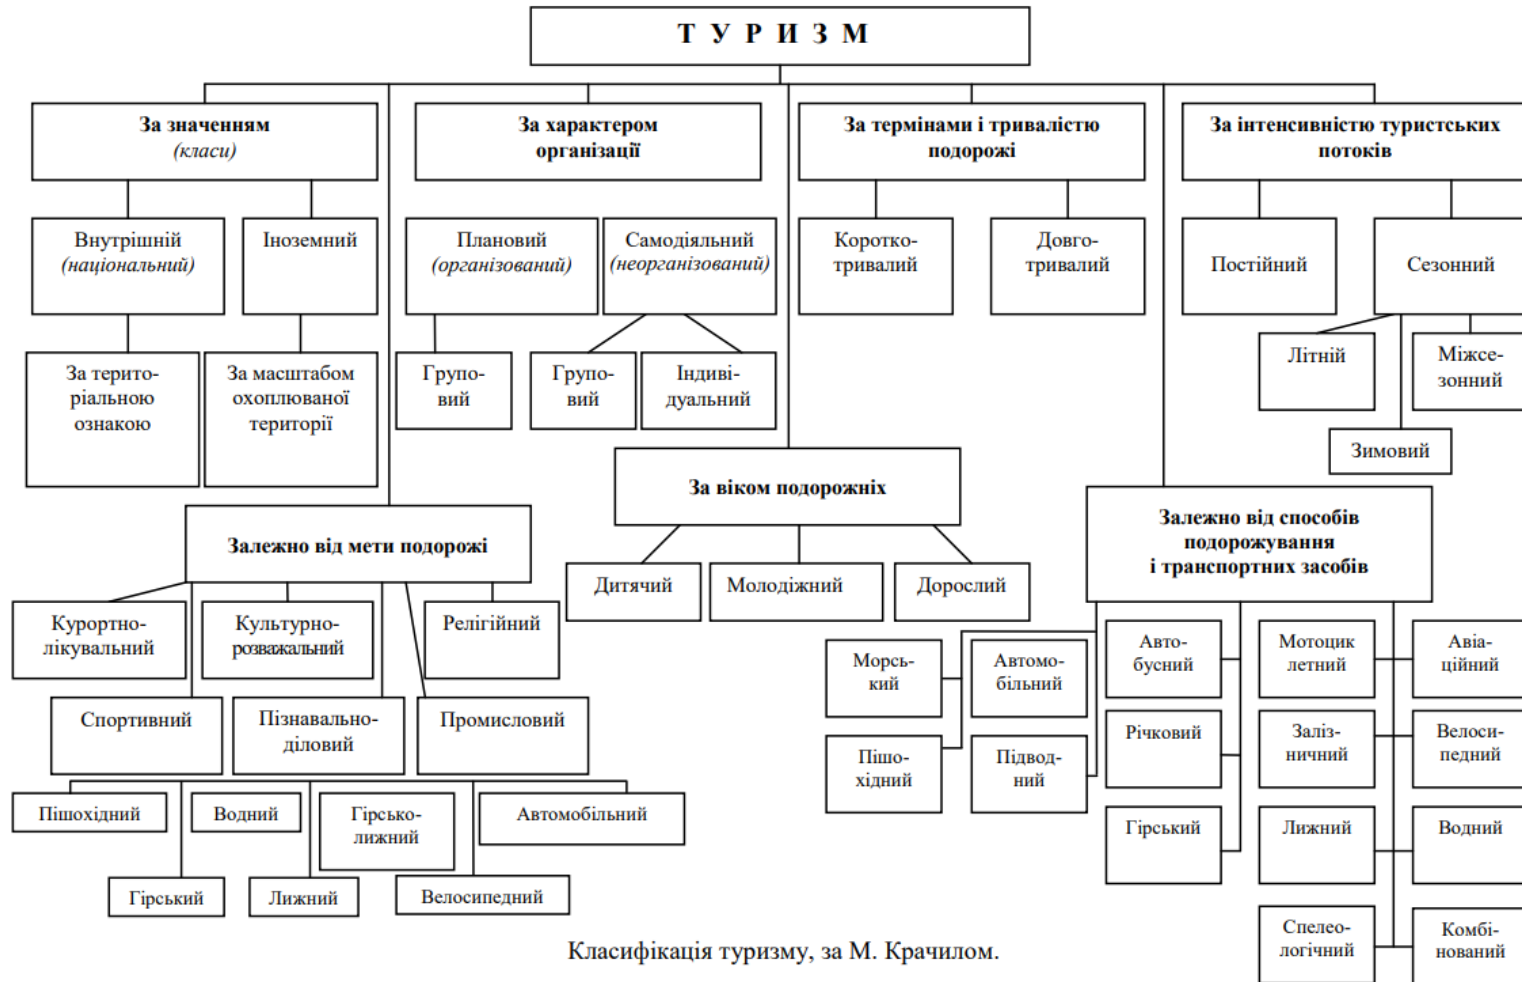 Т У Р И З М
За значенням
(класи)
За характером
організації
За термінами і тривалістю
подорожі
За інтенсивністю туристських
потоків
Внутрішній
(національний)
Іноземний
Плановий
(організований)
Самодіяльний
(неорганізований)
Коротко-
тривалий
Довго-
тривалий
Постійний
Сезонний
За терито-
ріальною
ознакою
За масштабом
охоплюваної
території
Групо-
вий
Групо-
вий
Індиві-
дуальний
Літній
Міжсе-
зонний
Зимовий
За віком подорожніх
Дитячий
Молодіжний
Дорослий
Залежно від мети подорожі
Курортно-
лікувальний
Культурно-
розважальний
Релігійний
Спортивний
Пізнавально-
діловий
Промисловий
Пішохідний
Водний
Гірсько-
лижний
Автомобільний
Гірський
Лижний
Велосипедний
Залежно від способів
подорожування
і транспортних засобів
Морсь-
кий
Автомо-
більний
Авто-
бусний
Мотоцик
летний
Авіа-
ційний
Пішо-
хідний
Підвод-
ний
Річковий
Заліз-
ничний
Велоси-
педний
Гірський
Лижний
Водний
Спелео-
логічний
Комбі-
нований
Класифікація туризму, за М. Крачилом.